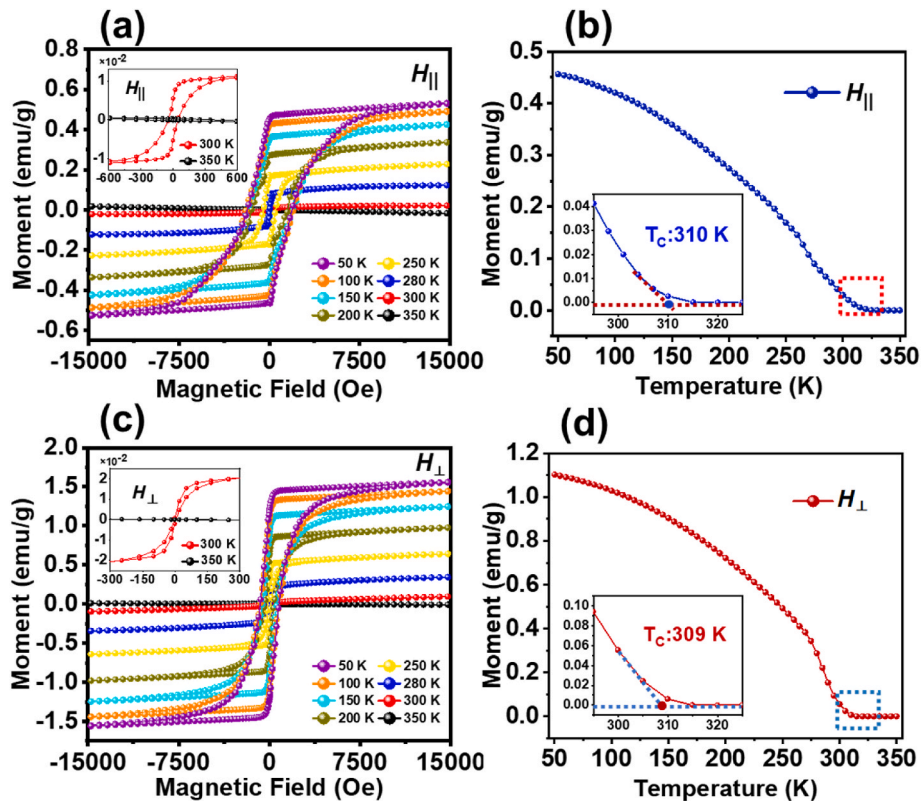 (a)
0.8
0.6
0.4
0.2
0.0
-0.2
-0.4
-0.6
Moment (emu/g)
-15000 -7500 0 7500 15000
Magnetic Field (Oe)
H||
×10⁻²
1
0
-1
-600 -300 0 300 600
H||
300 K
350 K
50 K 250 K
100 K 280 K
150 K 300 K
200 K 350 K
(b)
0.5
0.4
0.3
0.2
0.1
0.0
Moment (emu/g)
50 100 150 200 250 300 350
Temperature (K)
H||
0.04
0.03
0.02
0.01
0.00
300 310 320
T_C:310 K
(c)
2.0
1.5
1.0
0.5
0.0
-0.5
-1.0
-1.5
Moment (emu/g)
-15000 -7500 0 7500 15000
Magnetic Field (Oe)
H⊥
×10⁻²
2
1
0
-1
-2
-300 -150 0 150 300
H⊥
300 K
350 K
50 K 250 K
100 K 280 K
150 K 300 K
200 K 350 K
(d)
1.2
1.0
0.8
0.6
0.4
0.2
0.0
Moment (emu/g)
50 100 150 200 250 300 350
Temperature (K)
H⊥
0.10
0.08
0.06
0.04
0.02
0.00
300 310 320
T_C:309 K